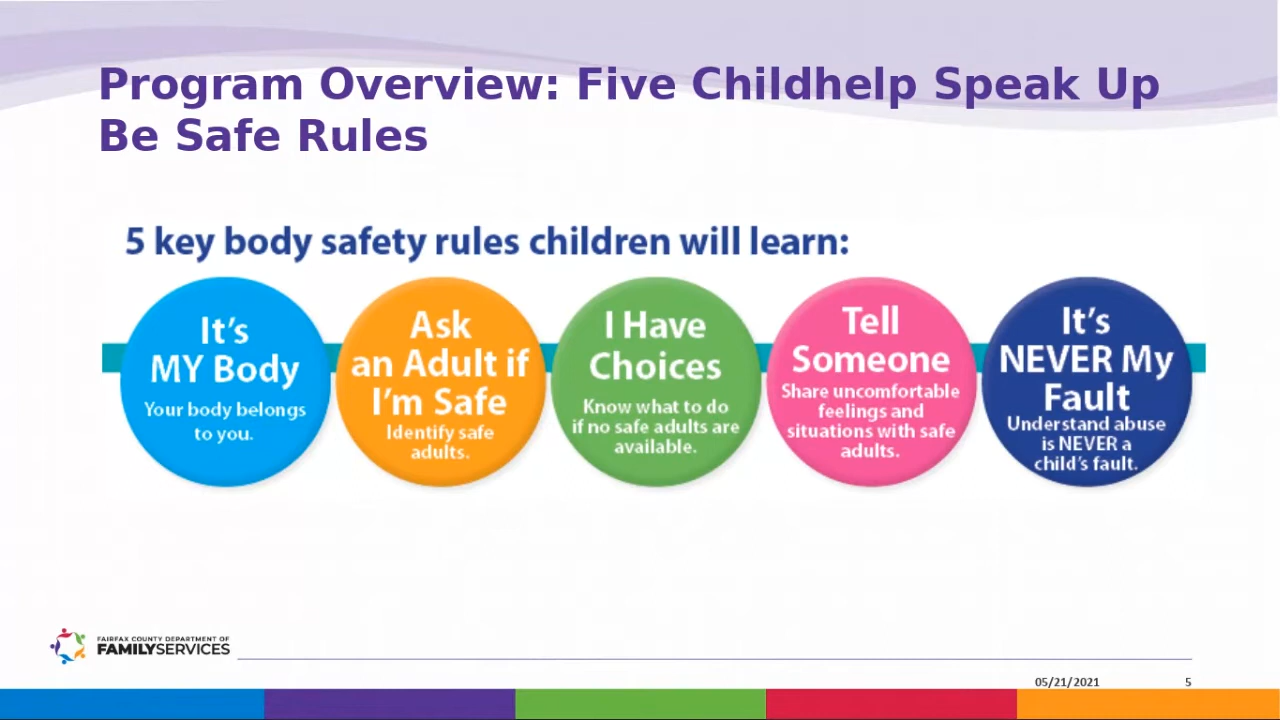 Program Overview: Five Childhelp Speak Up
Be Safe Rules
5 key body safety rules children will learn:
It's
MY Body
Your body belongs
to you.
Ask
an Adult if
I'm Safe
Identify safe
adults.
I Have
Choices
Know what to do
if no safe adults are
available.
Tell
Someone
Share uncomfortable
feelings and
situations with safe
adults.
It's
NEVER My
Fault
Understand abuse
is NEVER a
child's fault.
FAIRFAX COUNTY DEPARTMENT OF
FAMILYSERVICES
05/21/2021
5